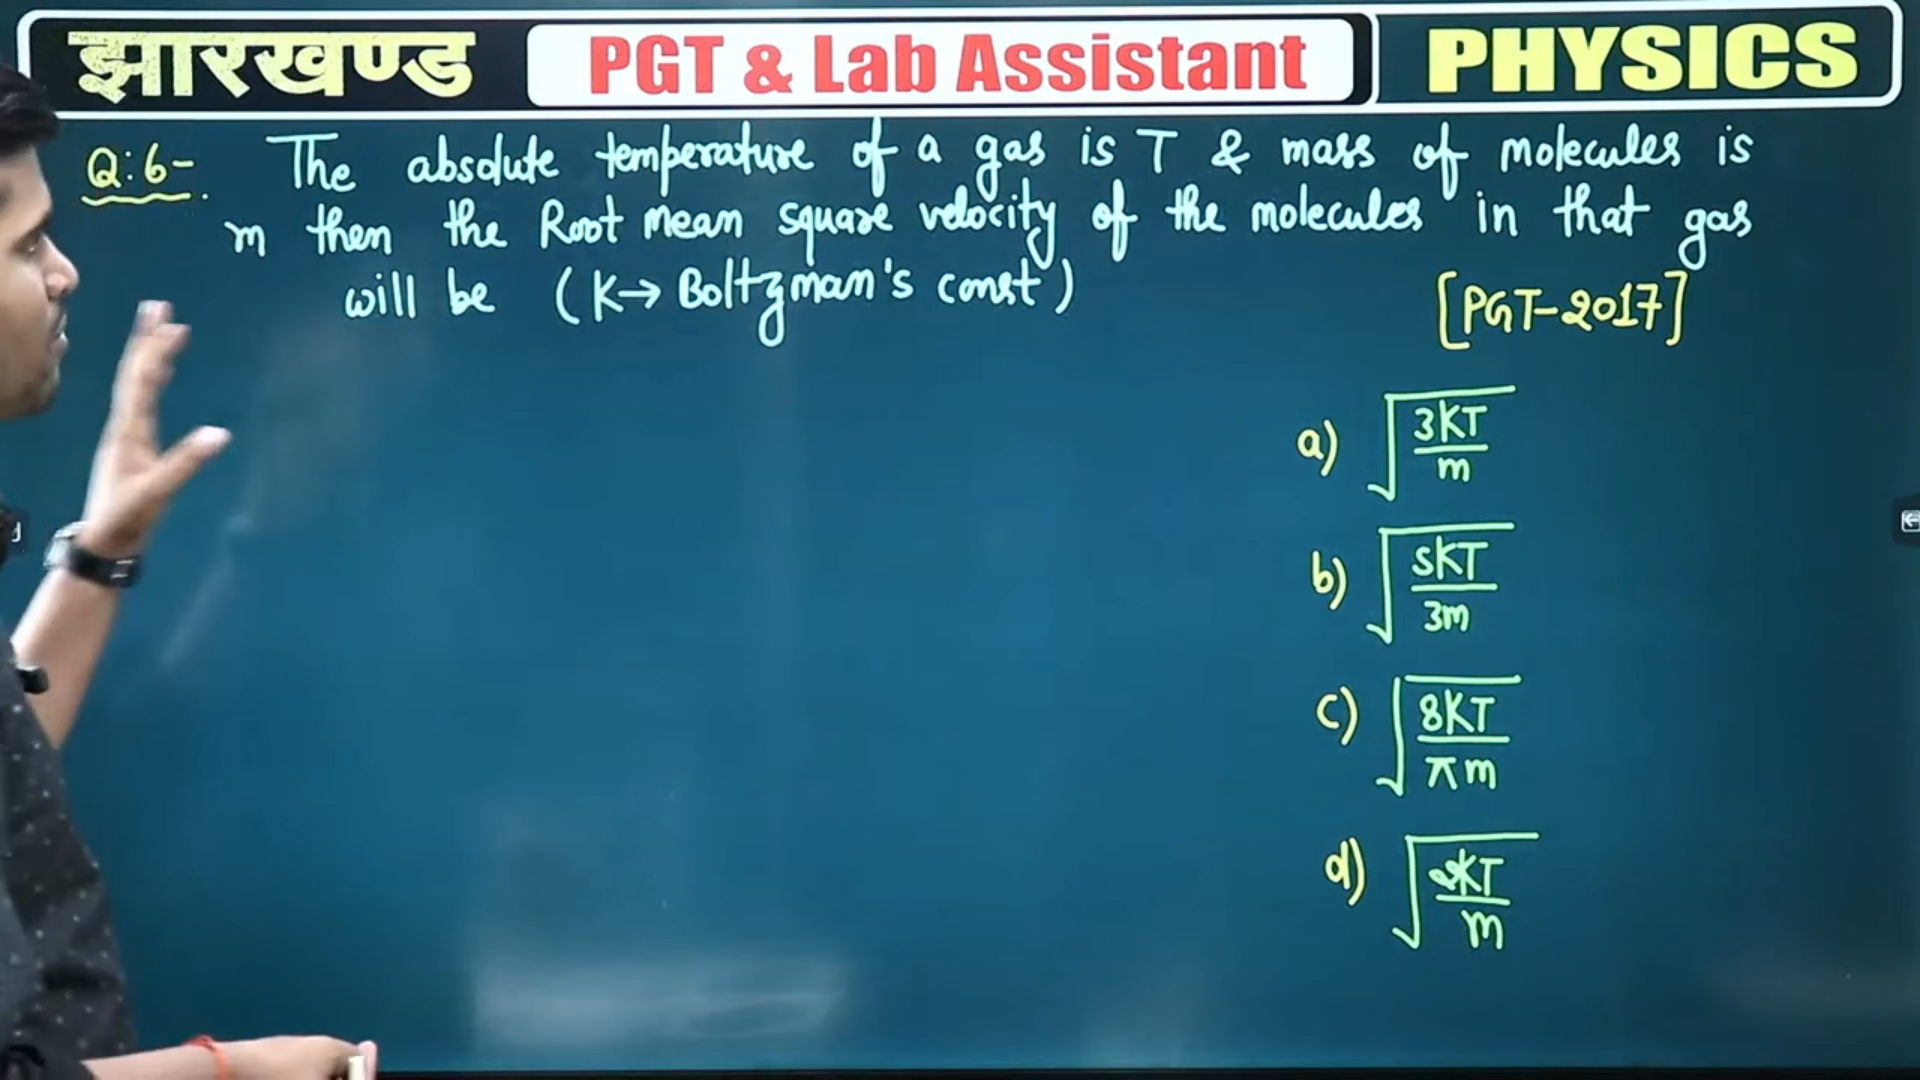 झारखण्ड PGT & Lab Assistant PHYSICS
Q:6- The absolute temperature of a gas is T & mass of molecules is
m then the Root mean square velocity of the molecules in that gas
will be (K→ Boltzman's const)
[PGT-2017]
a) √(3KT/m)
b) √(5KT/3m)
c) √(8KT/πm)
d) √(2KT/m)